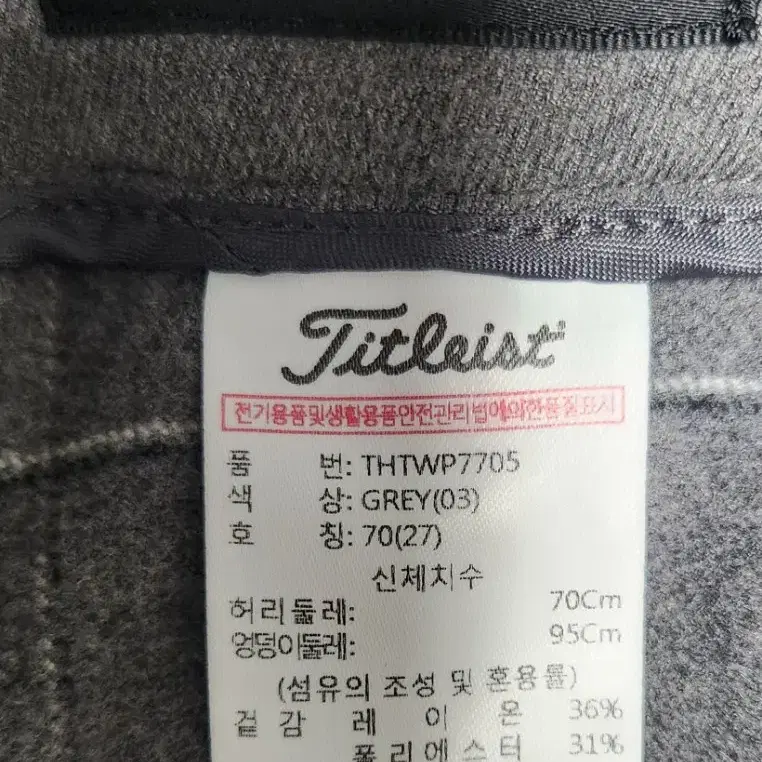 Titleist
전기용품및생활용품안전관리법에의한품질표시
품 번: THTWP7705
색 상: GREY(03)
호 칭: 70(27)
신체치수
허리둘레: 70Cm
엉덩이둘레: 95Cm
(섬유의 조성 및 혼용률)
겉감 레이온 36%
폴리에스터 31%